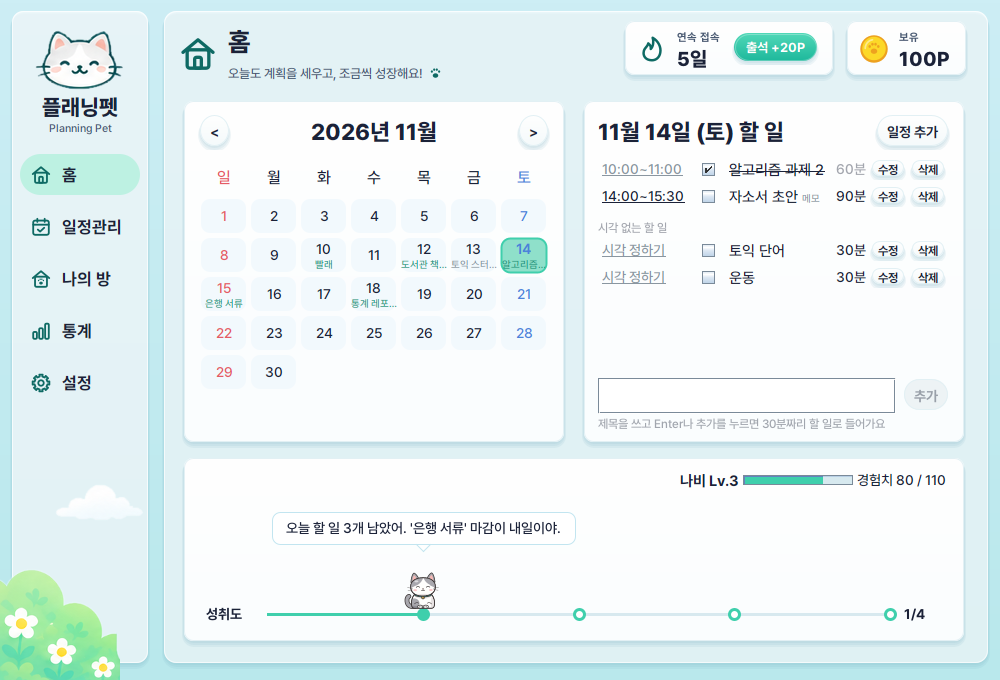 플래닝펫
Planning Pet
홈
일정관리
나의 방
통계
설정
홈
오늘도 계획을 세우고, 조금씩 성장해요!
연속 접속
5일
출석 +20P
보유
100P
<
2026년 11월
>
일 월 화 수 목 금 토
1 2 3 4 5 6 7
8 9 10 11 12 13 14
빨래 도서관 책... 토익 스터... 알고리즘...
15 16 17 18 19 20 21
은행 서류 통계 레포...
22 23 24 25 26 27 28
29 30
11월 14일 (토) 할 일
일정 추가
10:00~11:00 알고리즘 과제 2 60분 수정 삭제
14:00~15:30 자소서 초안 메모 90분 수정 삭제
시각 없는 할 일
시각 정하기 토익 단어 30분 수정 삭제
시각 정하기 운동 30분 수정 삭제
추가
제목을 쓰고 Enter나 추가를 누르면 30분짜리 할 일로 들어가요
나비 Lv.3 경험치 80 / 110
오늘 할 일 3개 남았어. '은행 서류' 마감이 내일이야.
성취도 1/4